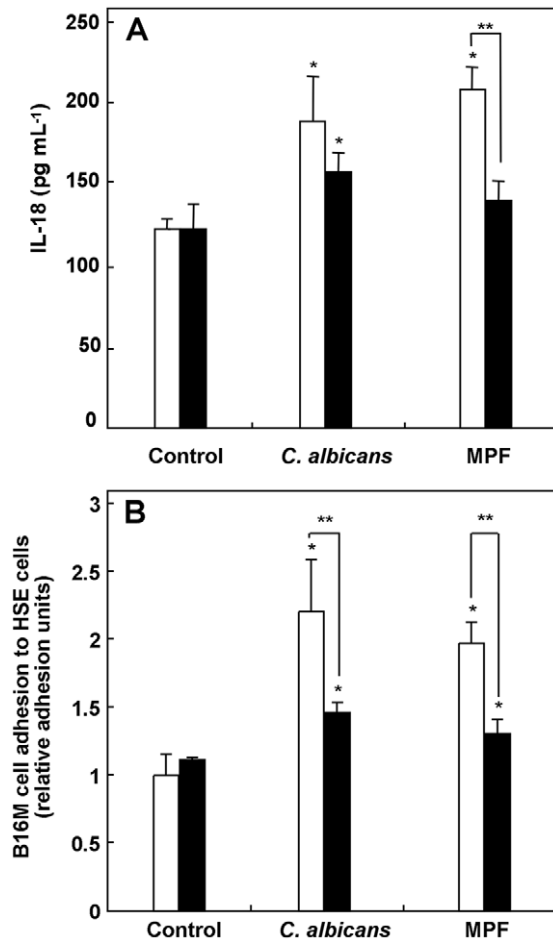 A
IL-18 (pg mL-1)
250
200
150
100
50
0
*
*
*
**
Control
C. albicans
MPF
B
B16M cell adhesion to HSE cells
(relative adhesion units)
3
2.5
2
1.5
1
0.5
0
**
*
*
**
*
*
Control
C. albicans
MPF